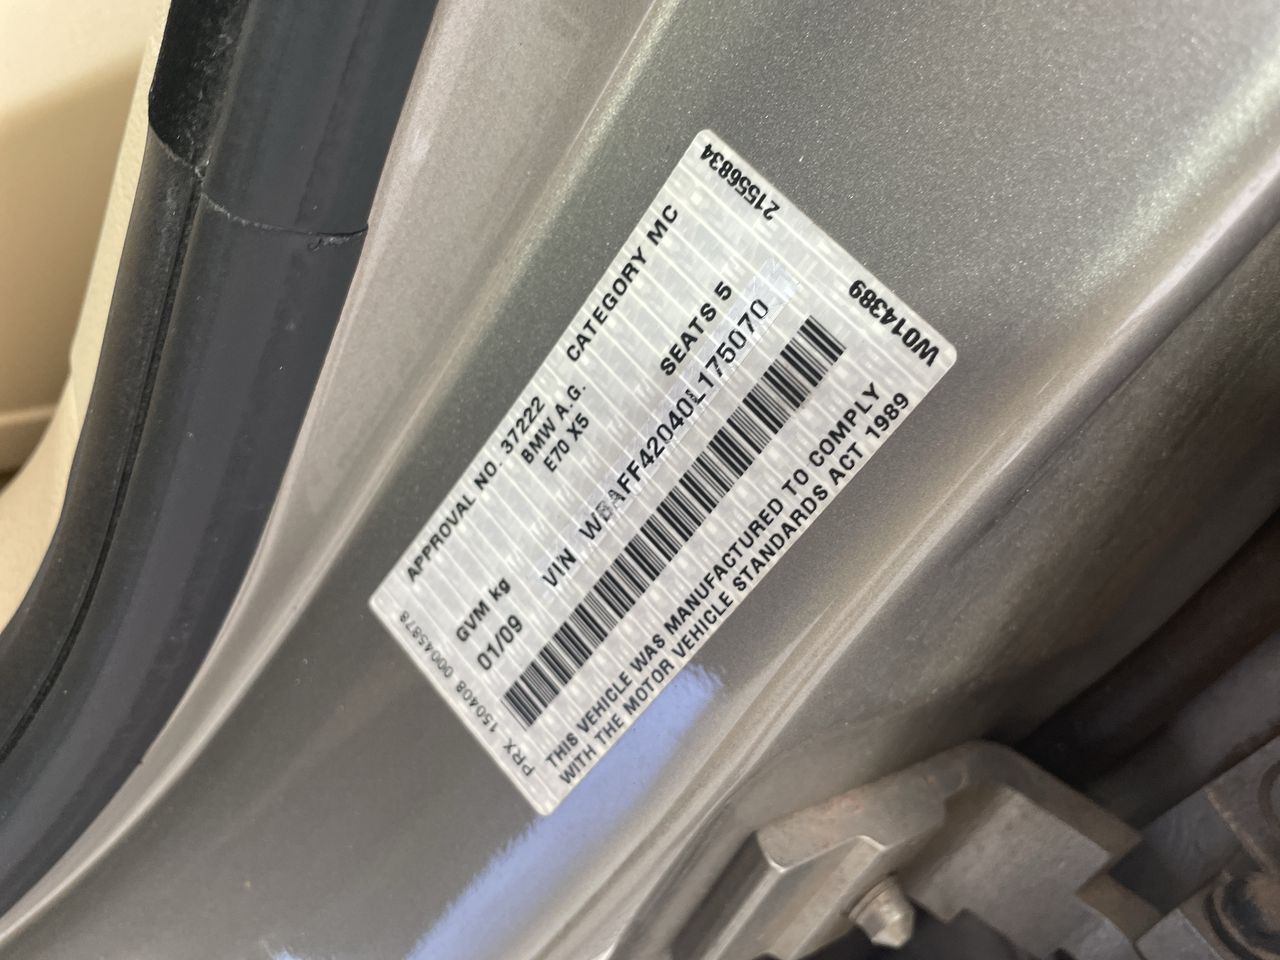 21556834
APPROVAL NO. 37222 CATEGORY MC
BMW A.G.
E70 X5
GVM kg SEATS 5
01/09
VIN WBAFF42040L175070
THIS VEHICLE WAS MANUFACTURED TO COMPLY
WITH THE MOTOR VEHICLE STANDARDS ACT 1989
PRX 150408 00045878
W014389